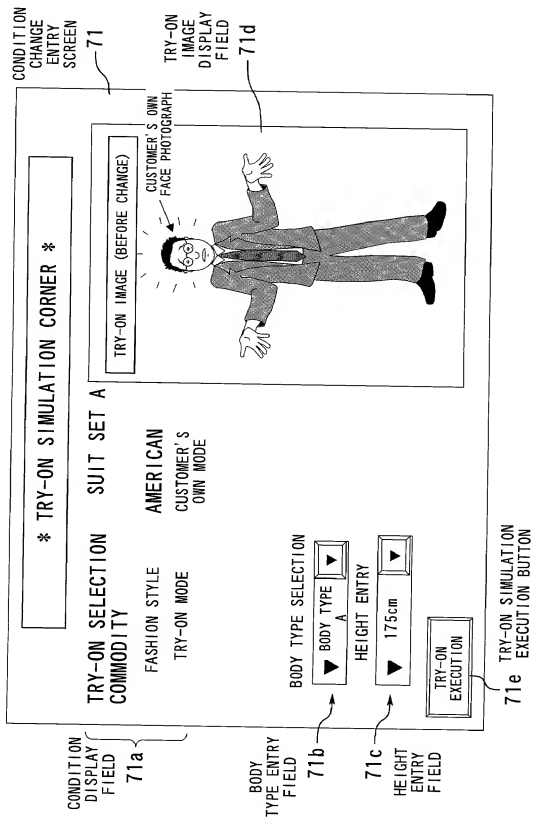 CONDITION
CHANGE
ENTRY
SCREEN
71
* TRY-ON SIMULATION CORNER *
CONDITION
DISPLAY
FIELD
71a
TRY-ON SELECTION
COMMODITY
SUIT SET A
FASHION STYLE
AMERICAN
TRY-ON MODE
CUSTOMER'S
OWN MODE
TRY-ON IMAGE (BEFORE CHANGE)
CUSTOMER'S OWN
FACE PHOTOGRAPH
TRY-ON
IMAGE
DISPLAY
FIELD
71d
BODY
TYPE ENTRY
FIELD
71b
BODY TYPE SELECTION
▼ BODY TYPE
A
▼
71c
HEIGHT
ENTRY
FIELD
HEIGHT ENTRY
▼ 175cm ▼
TRY-ON
EXECUTION
71e
TRY-ON SIMULATION
EXECUTION BUTTON